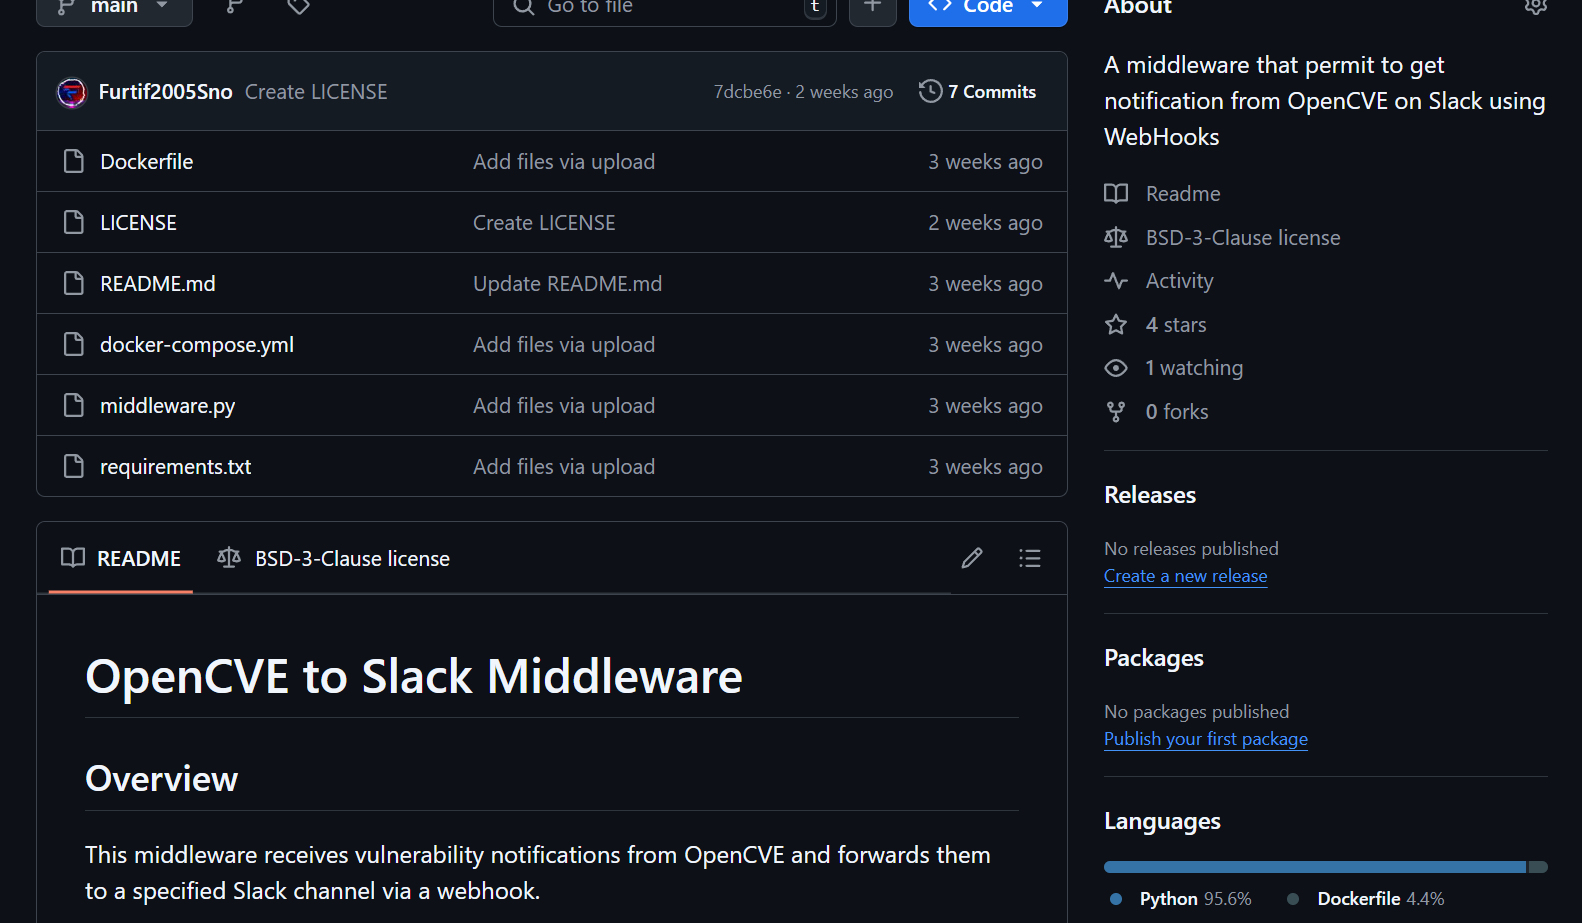 main
Go to file
t
Code
About
Furtif2005Sno Create LICENSE 7dcbe6e · 2 weeks ago 7 Commits
Dockerfile Add files via upload 3 weeks ago
LICENSE Create LICENSE 2 weeks ago
README.md Update README.md 3 weeks ago
docker-compose.yml Add files via upload 3 weeks ago
middleware.py Add files via upload 3 weeks ago
requirements.txt Add files via upload 3 weeks ago
README BSD-3-Clause license
OpenCVE to Slack Middleware
Overview
This middleware receives vulnerability notifications from OpenCVE and forwards them
to a specified Slack channel via a webhook.
A middleware that permit to get
notification from OpenCVE on Slack using
WebHooks
Readme
BSD-3-Clause license
Activity
4 stars
1 watching
0 forks
Releases
No releases published
Create a new release
Packages
No packages published
Publish your first package
Languages
Python 95.6% Dockerfile 4.4%